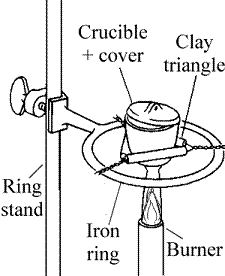 Crucible
+ cover
Clay
triangle
Ring
stand
Iron
ring
Burner